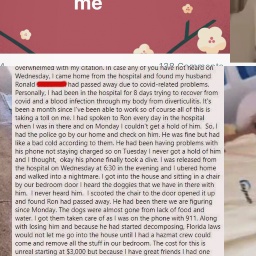 me
overwhelmed with my citation. In case any of you have not heard on
Wednesday, I came home from the hospital and found my husband
Ronald had passed away due to covid-related problems.
Personally, I had been in the hospital for 8 days trying to recover from
covid and a blood infection through my body from diverticulitis. It's
been a month since I've been able to work so of course all of this is
taking a toll on me. I had spoken to Ron every day in the hospital
when I was in there and on Monday I couldn't get a hold of him. So, I
had the police go by our home and check on him. He was fine but had
like a bad cold according to them. He had been having problems with
his phone not staying charged so on Tuesday I never got a hold of him
and I thought, okay his phone finally took a dive. I was released from
the hospital on Wednesday at 6:30 in the evening and I ubered home
and walked into a nightmare. I got into the house and sitting in a chair
by our bedroom door I heard the doggies that we have in there with
him. I never heard him. I scooted the chair to the door opened it up
and found Ron had passed away. He had been there we are figuring
since Monday. The dogs were almost gone from lack of food and
water. I got them taken care of as I was on the phone with 911. Along
with losing him and because he had started decomposing, Florida laws
would not let me go into the house until I had a hazmat crew could
come and remove all the stuff in our bedroom. The cost for this is
unreal starting at $3,000 but because I have great friends I had one